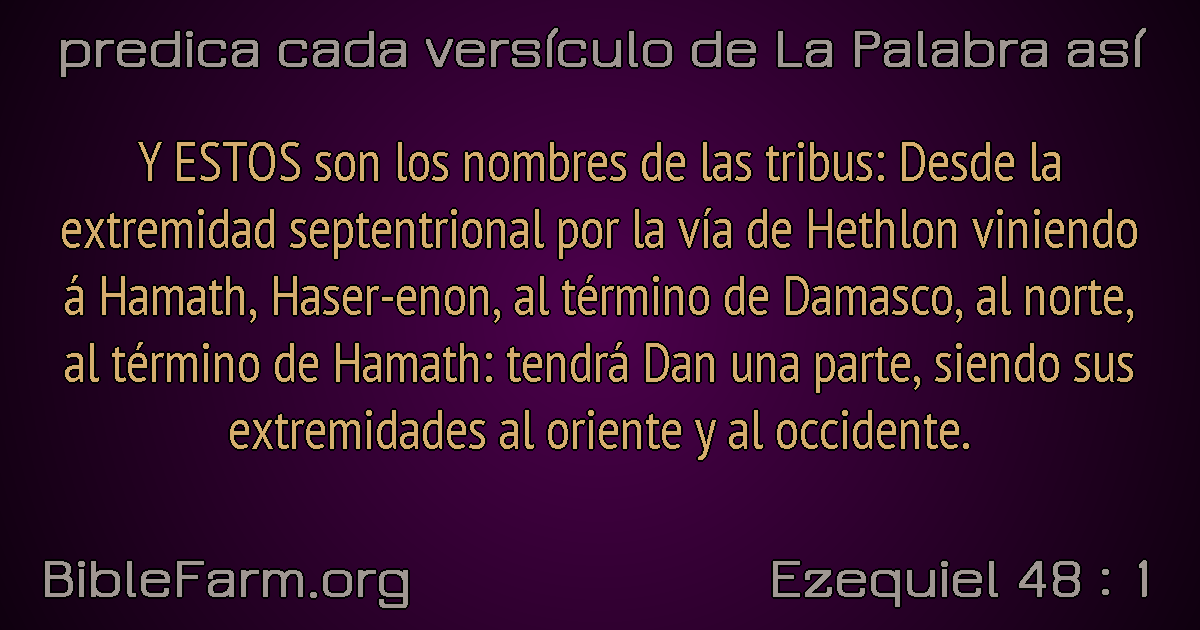 predica cada versículo de La Palabra así
Y ESTOS son los nombres de las tribus: Desde la
extremidad septentrional por la vía de Hethlon viniendo
á Hamath, Haser-enon, al término de Damasco, al norte,
al término de Hamath: tendrá Dan una parte, siendo sus
extremidades al oriente y al occidente.
BibleFarm.org
Ezequiel 48 : 1